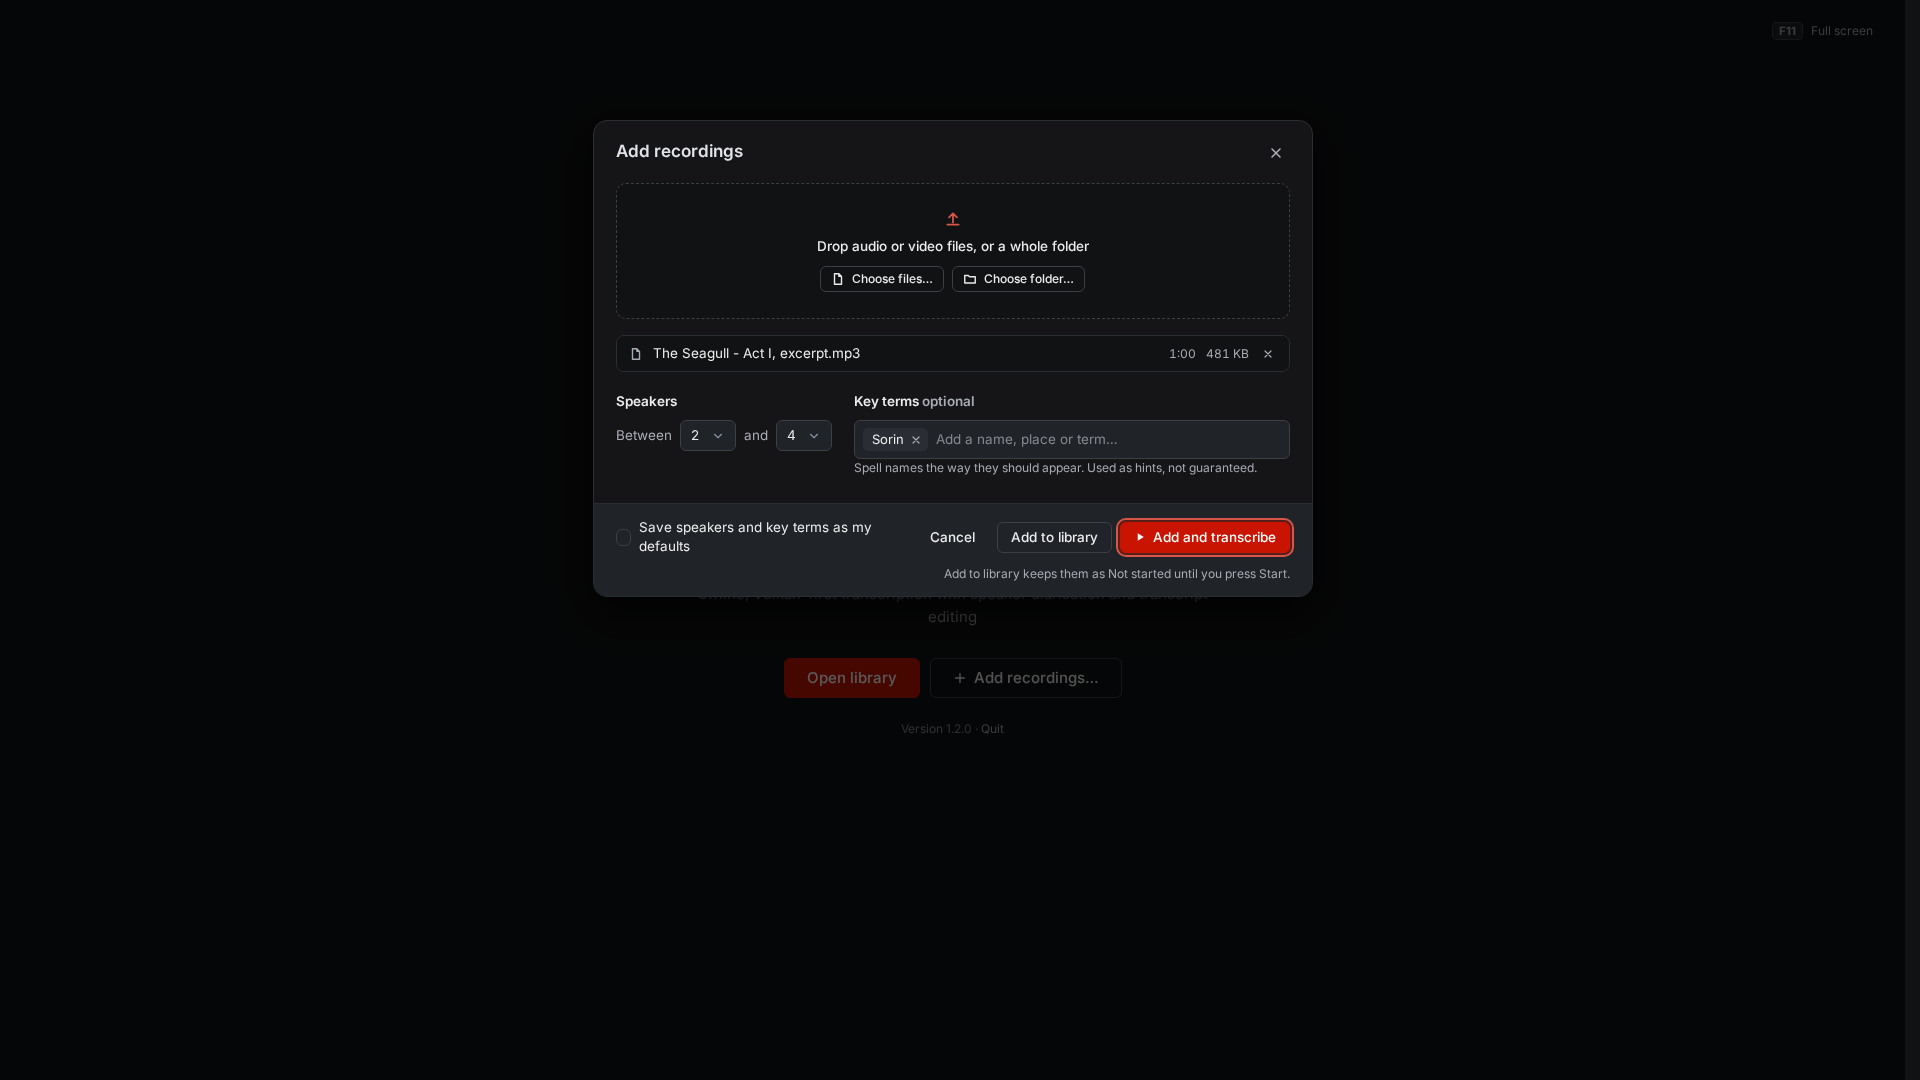 F11 Full screen
Add recordings
Drop audio or video files, or a whole folder
Choose files...
Choose folder...
The Seagull - Act I, excerpt.mp3 1:00 481 KB
Speakers
Between 2 and 4
Key terms optional
Sorin Add a name, place or term...
Spell names the way they should appear. Used as hints, not guaranteed.
Save speakers and key terms as my
defaults
Cancel
Add to library
Add and transcribe
Add to library keeps them as Not started until you press Start.
editing
Open library
+ Add recordings...
Version 1.2.0 · Quit